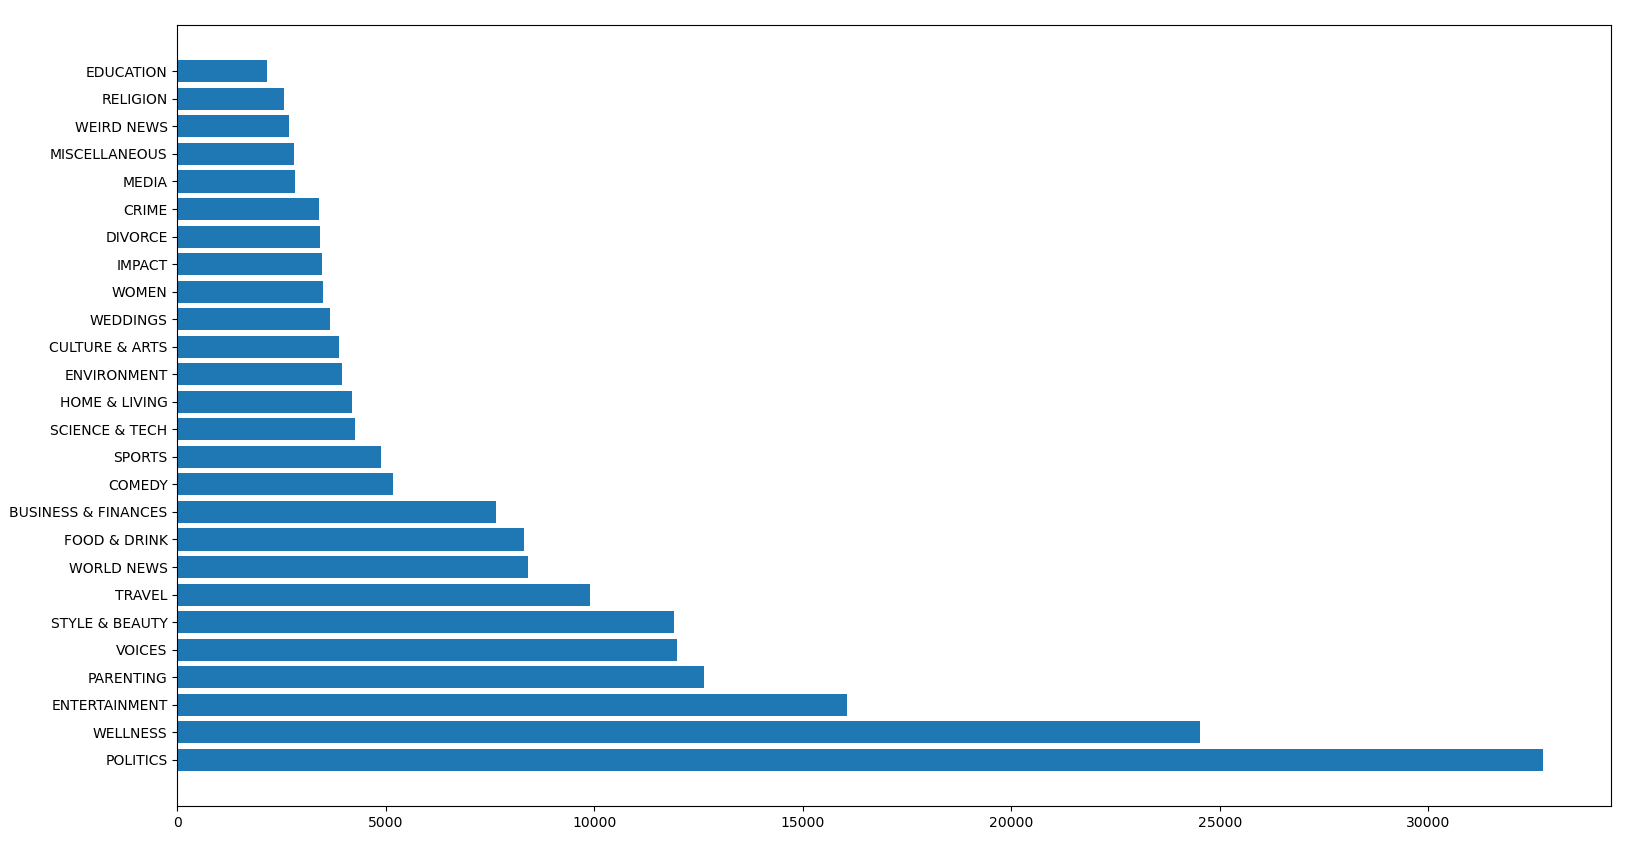 EDUCATION
RELIGION
WEIRD NEWS
MISCELLANEOUS
MEDIA
CRIME
DIVORCE
IMPACT
WOMEN
WEDDINGS
CULTURE & ARTS
ENVIRONMENT
HOME & LIVING
SCIENCE & TECH
SPORTS
COMEDY
BUSINESS & FINANCES
FOOD & DRINK
WORLD NEWS
TRAVEL
STYLE & BEAUTY
VOICES
PARENTING
ENTERTAINMENT
WELLNESS
POLITICS
0 5000 10000 15000 20000 25000 30000